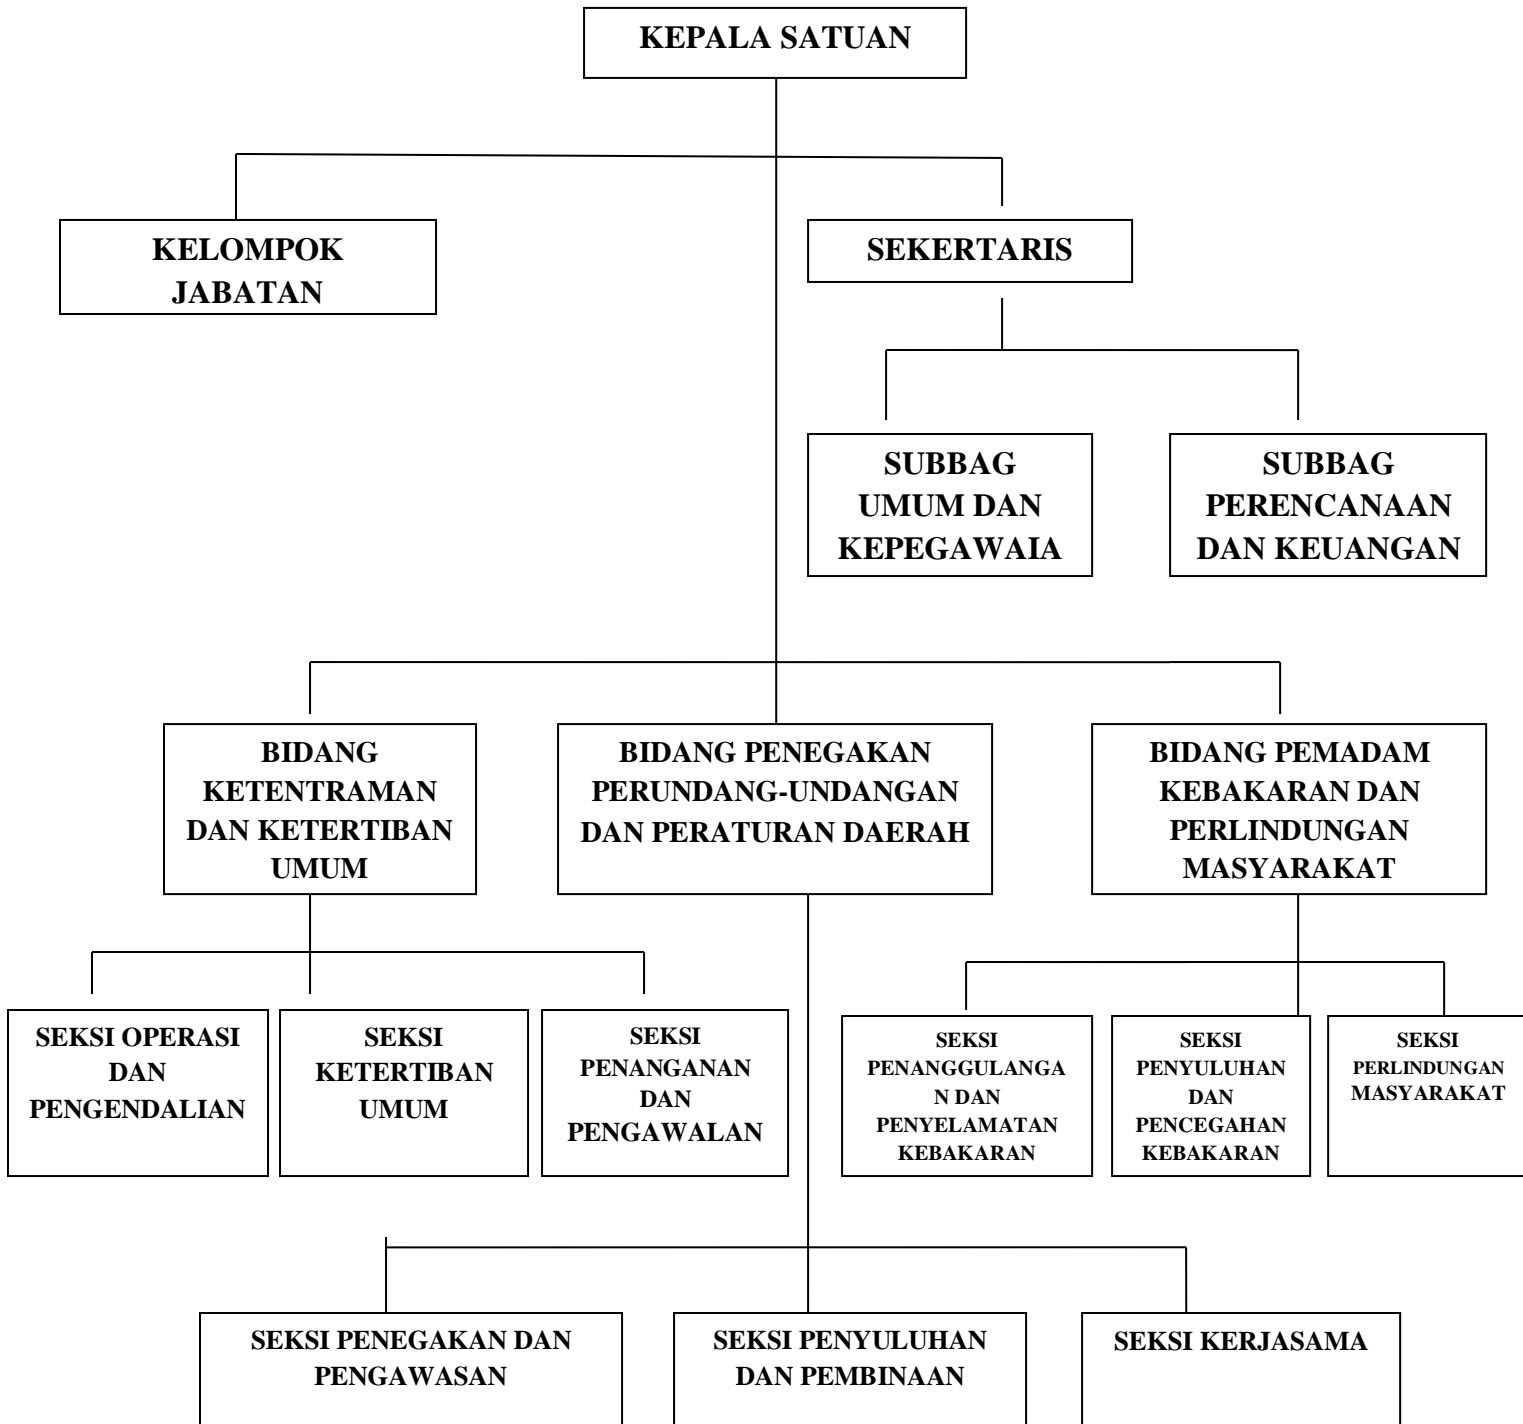 KEPALA SATUAN
KELOMPOK
JABATAN
SEKERTARIS
SUBBAG
UMUM DAN
KEPEGAWAIA
SUBBAG
PERENCANAAN
DAN KEUANGAN
BIDANG
KETENTRAMAN
DAN KETERTIBAN
UMUM
BIDANG PENEGAKAN
PERUNDANG-UNDANGAN
DAN PERATURAN DAERAH
BIDANG PEMADAM
KEBAKARAN DAN
PERLINDUNGAN
MASYARAKAT
SEKSI OPERASI
DAN
PENGENDALIAN
SEKSI
KETERTIBAN
UMUM
SEKSI
PENANGANAN
DAN
PENGAWALAN
SEKSI
PENANGGULANGA
N DAN
PENYELAMATAN
KEBAKARAN
SEKSI
PENYULUHAN
DAN
PENCEGAHAN
KEBAKARAN
SEKSI
PERLINDUNGAN
MASYARAKAT
SEKSI PENEGAKAN DAN
PENGAWASAN
SEKSI PENYULUHAN
DAN PEMBINAAN
SEKSI KERJASAMA